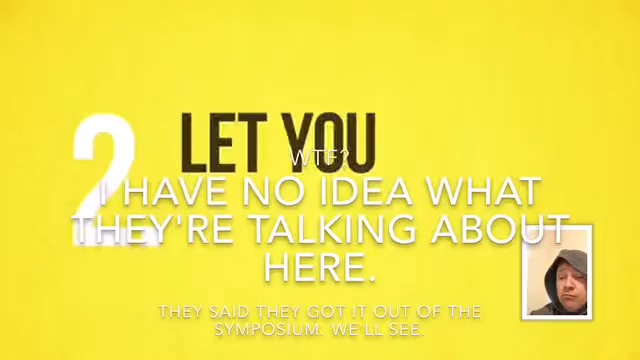 2
LET YOU
WTF?
I HAVE NO IDEA WHAT
THEY'RE TALKING ABOUT
HERE.
THEY SAID THEY GOT IT OUT OF THE
SYMPOSIUM. WE'LL SEE.